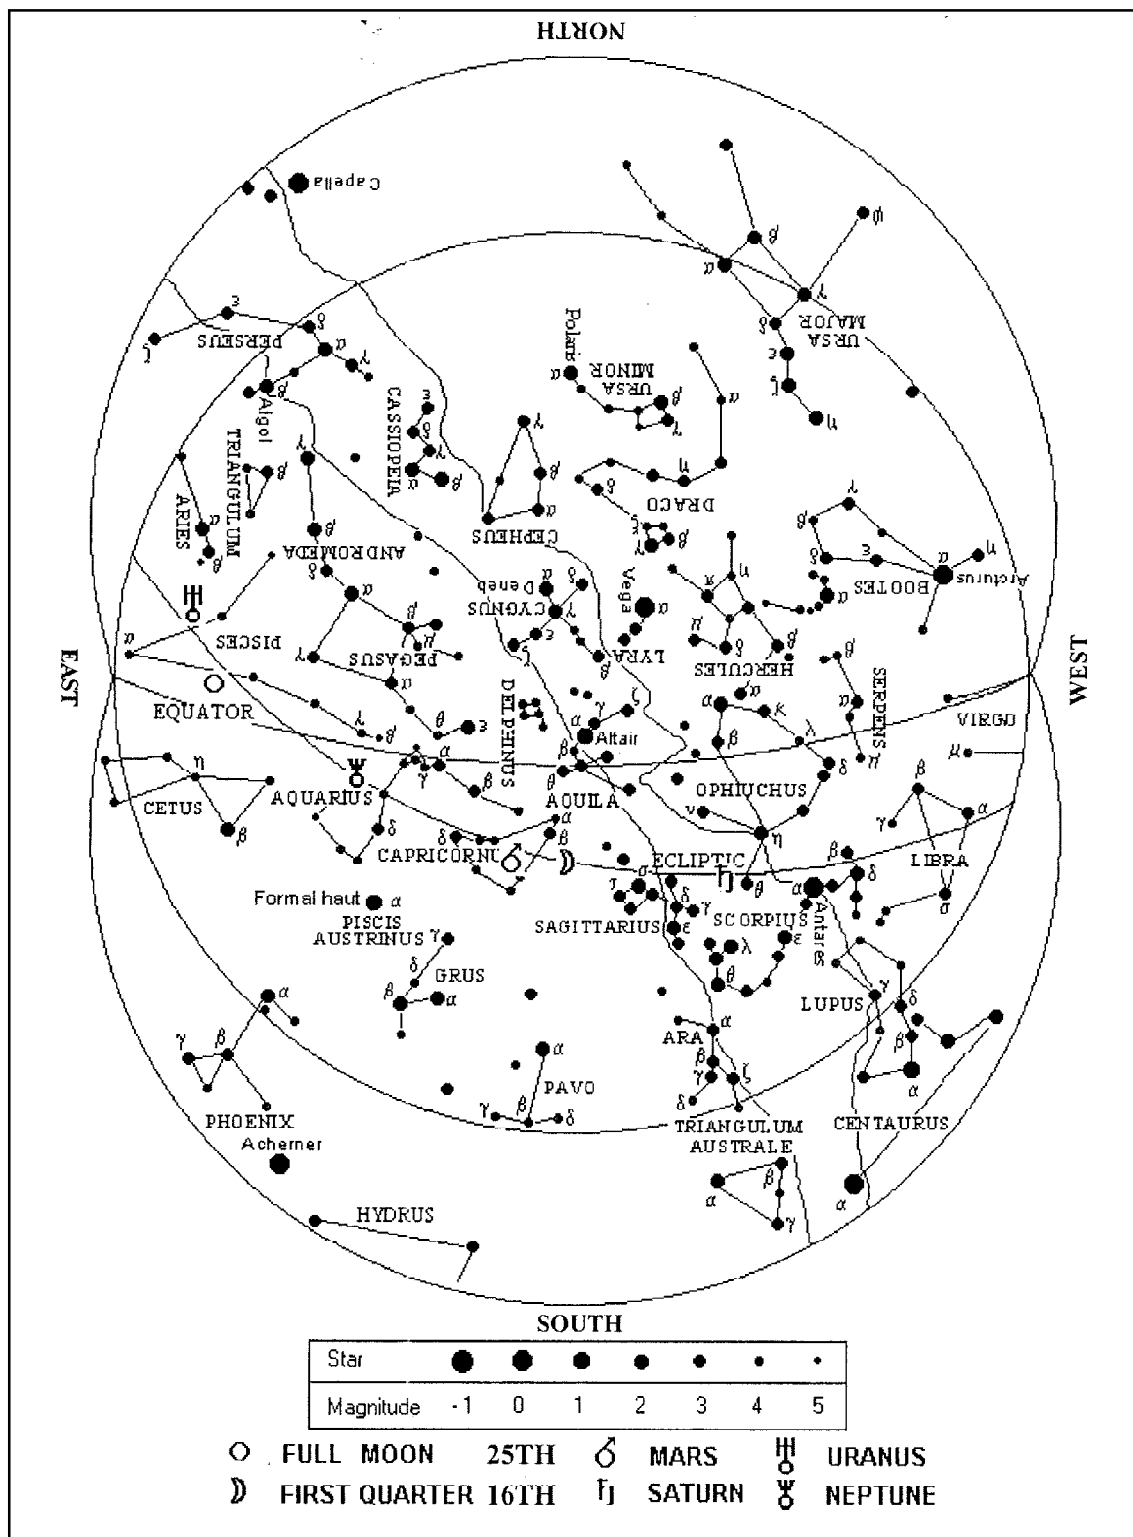 NORTH
Capella
ε
β
ψ
α
γ
δ
URSA
MAJOR
ζ
PERSEUS
δ
α
γ
ε
ζ
η
Polaris
α
URSA
MINOR
β
γ
α
β
Algol
CASSIOPEIA
ε
δ
γ
α
β
γ
β
α
CEPHEUS
η
DRACO
δ
ξ
γ
β
TRIANGULUM
β
γ
ARIES
α
β
ANDROMEDA
β
δ
α
γ
β
δ
ε
α
η
Arcturus
BOOTES
Deneb
α
δ
CYGNUS
γ
ε
ζ
β
Vega
α
LYRA
π
η
μ
δ
β
HERCULES
α
α
PISCES
β
μ
PEGASUS
γ
α
β
α
SERPENS
μ
EAST
WEST
EQUATOR
γ
β
θ
ε
DELPHINUS
γ
ζ
α
Altair
β
θ
AQUILA
α
κ
β
λ
δ
OPHIUCHUS
ν
η
θ
VIRGO
μ
η
CETUS
β
AQUARIUS
α
γ
β
δ
δ
CAPRICORNU
α
β
ECLIPTIC
β
α
γ
LIBRA
σ
Formal haut α
PISCIS
AUSTRINUS
γ
δ
GRUS
β
α
τ
σ
δ
γ
ε
SAGITTARIUS
SCORPIUS
α
Antares
β
δ
ε
λ
θ
LUPUS
γ
δ
β
α
α
γ
β
PHOENIX
Acherner
ARA
α
β
γ
ζ
δ
α
PAVO
γ
β
δ
TRIANGULUM
AUSTRALE
β
α
γ
CENTAURUS
α
HYDRUS
SOUTH
Star
Magnitude -1 0 1 2 3 4 5
FULL MOON 25TH MARS URANUS
FIRST QUARTER 16TH SATURN NEPTUNE